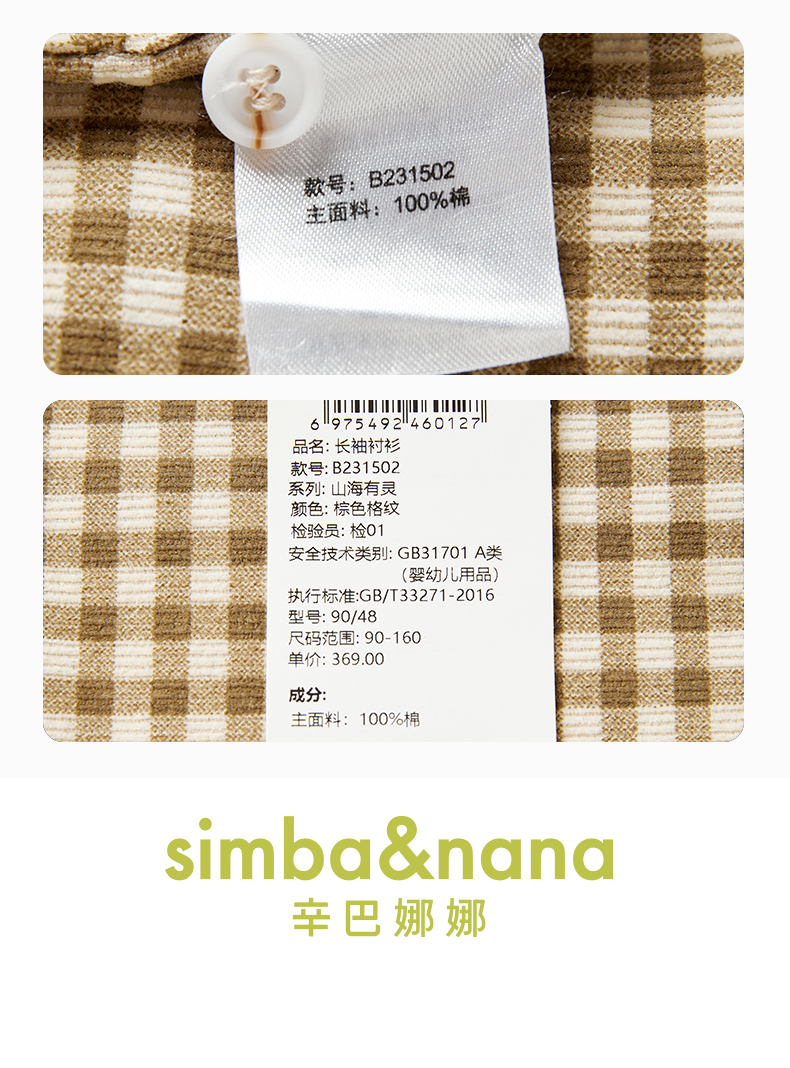 款号：B231502
主面料：100%棉
6 975492 460127
品名: 长袖衬衫
款号: B231502
系列: 山海有灵
颜色: 棕色格纹
检验员: 检01
安全技术类别: GB31701 A类
（婴幼儿用品）
执行标准:GB/T33271-2016
型号: 90/48
尺码范围: 90-160
单价: 369.00
成分:
主面料：100%棉
simba&nana
辛巴娜娜